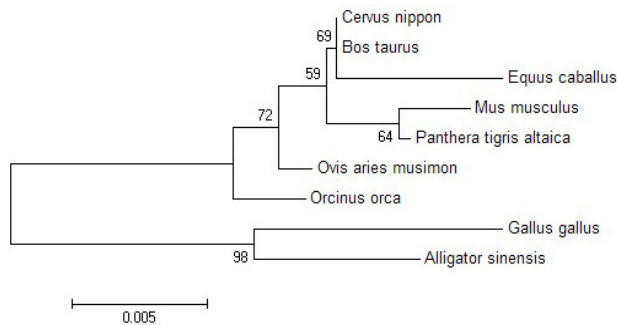 Cervus nippon
69
Bos taurus
59
Equus caballus
Mus musculus
72
64
Panthera tigris altaica
Ovis aries musimon
Orcinus orca
Gallus gallus
98
Alligator sinensis
0.005